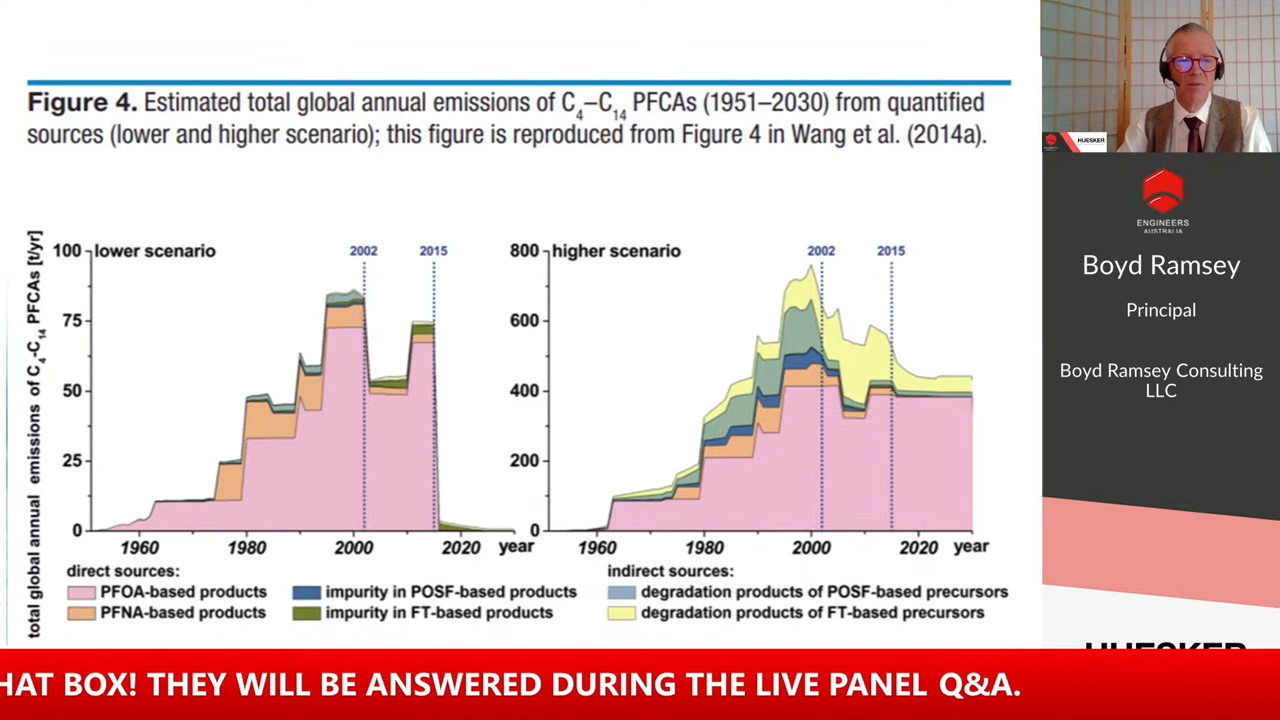 Figure 4. Estimated total global annual emissions of C4–C14 PFCAs (1951–2030) from quantified
sources (lower and higher scenario); this figure is reproduced from Figure 4 in Wang et al. (2014a).
total global annual emissions of C4-C14 PFCAs [t/yr]
100
75
50
25
0
lower scenario
2002
2015
1960
1980
2000
2020
year
800
600
400
200
0
higher scenario
2002
2015
1960
1980
2000
2020
year
direct sources:
PFOA-based products
PFNA-based products
impurity in POSF-based products
impurity in FT-based products
indirect sources:
degradation products of POSF-based precursors
degradation products of FT-based precursors
HUESKER
ENGINEERS
AUSTRALIA
Boyd Ramsey
Principal
Boyd Ramsey Consulting
LLC
HUESKER
HAT BOX! THEY WILL BE ANSWERED DURING THE LIVE PANEL Q&A.